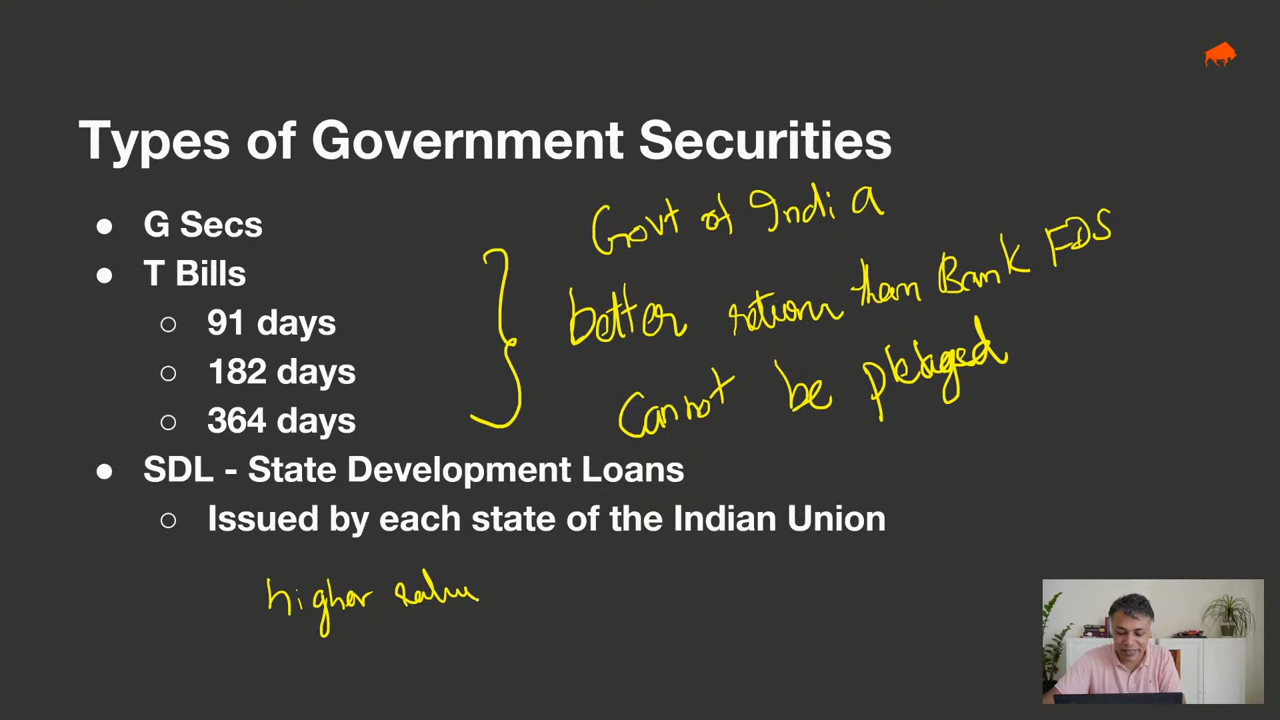 Types of Government Securities
● G Secs
Govt of India
● T Bills
better return than Bank FDS
○ 91 days
○ 182 days
Cannot be pledged
○ 364 days
● SDL - State Development Loans
○ Issued by each state of the Indian Union
higher